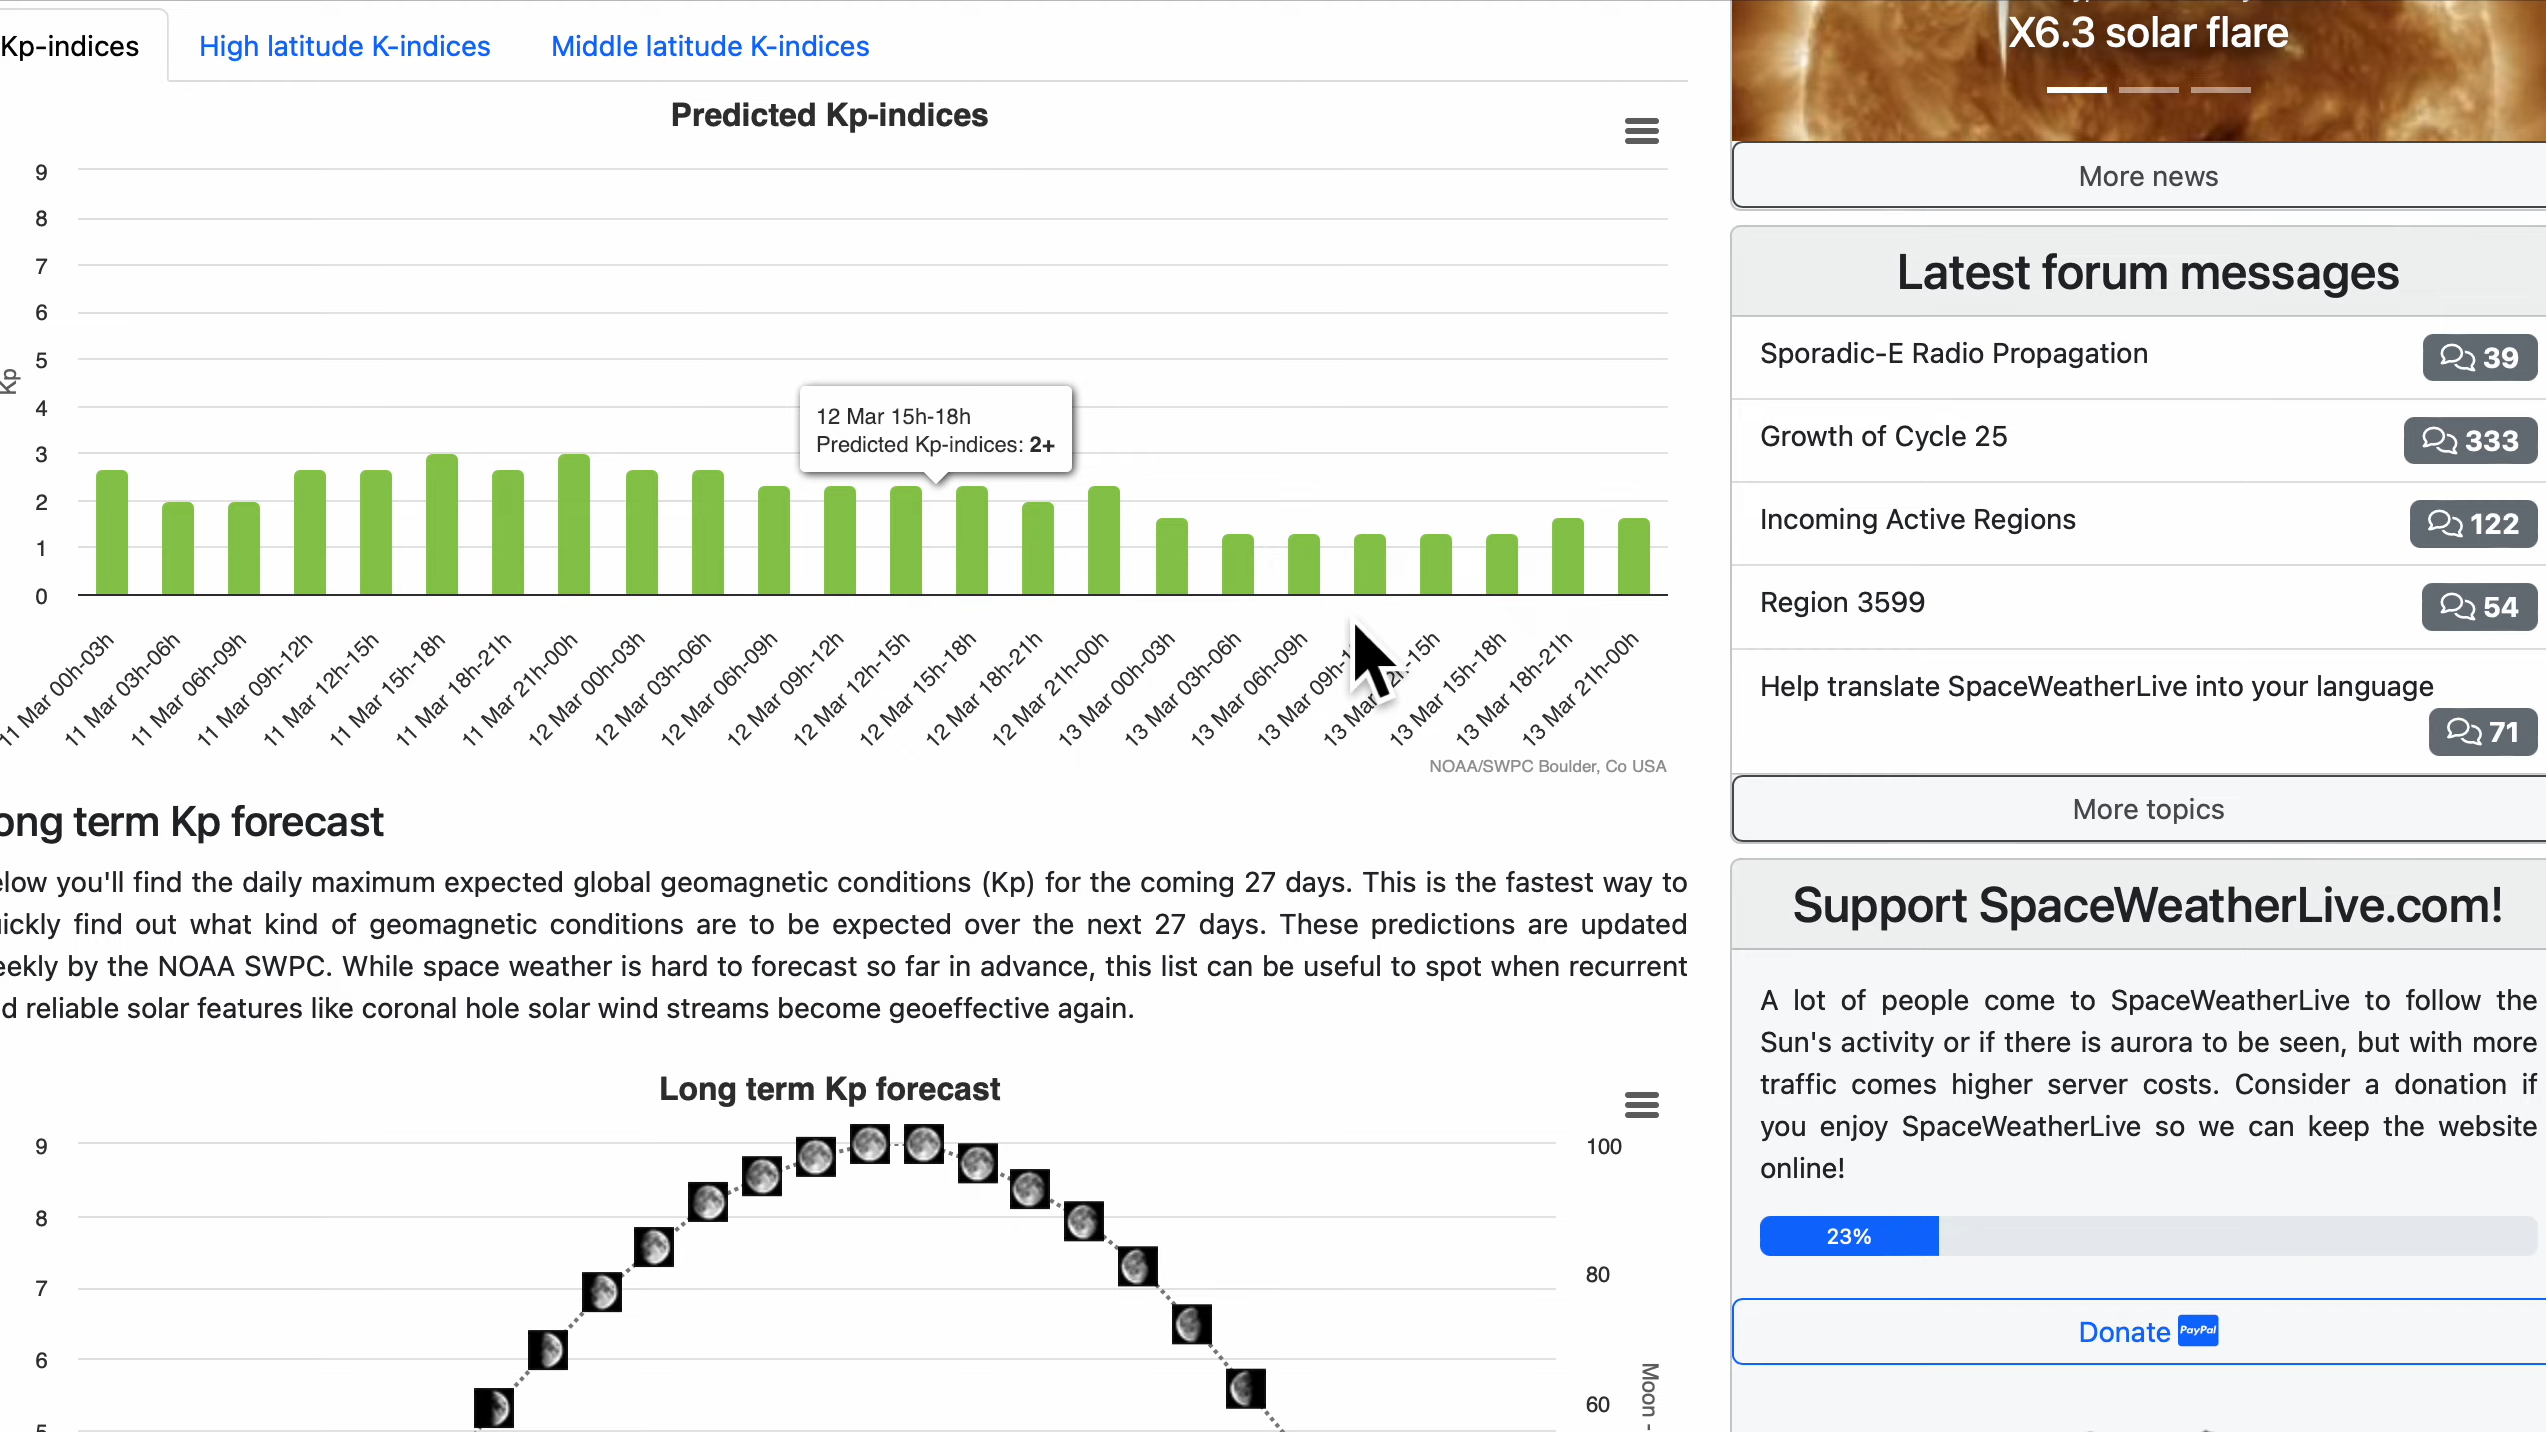 Kp-indices
High latitude K-indices
Middle latitude K-indices
Predicted Kp-indices
9
8
7
6
5
4
3
2
1
0
Kp
12 Mar 15h-18h
Predicted Kp-indices: 2+
11 Mar 00h-03h
11 Mar 03h-06h
11 Mar 06h-09h
11 Mar 09h-12h
11 Mar 12h-15h
11 Mar 15h-18h
11 Mar 18h-21h
11 Mar 21h-00h
12 Mar 00h-03h
12 Mar 03h-06h
12 Mar 06h-09h
12 Mar 09h-12h
12 Mar 12h-15h
12 Mar 15h-18h
12 Mar 18h-21h
12 Mar 21h-00h
13 Mar 00h-03h
13 Mar 03h-06h
13 Mar 06h-09h
13 Mar 09h-1
13 Mar 2h-15h
13 Mar 15h-18h
13 Mar 18h-21h
13 Mar 21h-00h
NOAA/SWPC Boulder, Co USA
ong term Kp forecast
elow you'll find the daily maximum expected global geomagnetic conditions (Kp) for the coming 27 days. This is the fastest way to
uickly find out what kind of geomagnetic conditions are to be expected over the next 27 days. These predictions are updated
eekly by the NOAA SWPC. While space weather is hard to forecast so far in advance, this list can be useful to spot when recurrent
d reliable solar features like coronal hole solar wind streams become geoeffective again.
Long term Kp forecast
9
8
7
6
5
100
80
60
Moon -
X6.3 solar flare
More news
Latest forum messages
Sporadic-E Radio Propagation 39
Growth of Cycle 25 333
Incoming Active Regions 122
Region 3599 54
Help translate SpaceWeatherLive into your language
71
More topics
Support SpaceWeatherLive.com!
A lot of people come to SpaceWeatherLive to follow the
Sun's activity or if there is aurora to be seen, but with more
traffic comes higher server costs. Consider a donation if
you enjoy SpaceWeatherLive so we can keep the website
online!
23%
Donate PayPal